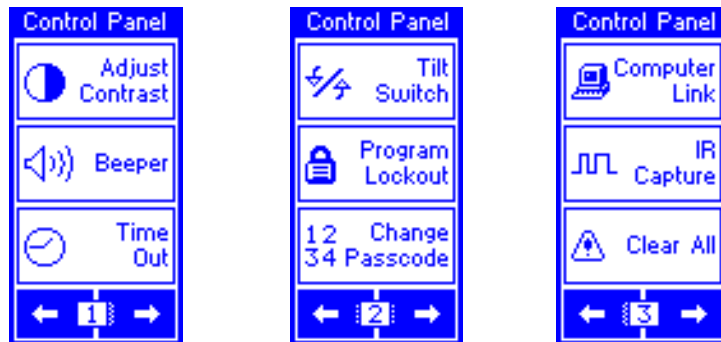 Control Panel
Adjust
Contrast
Beeper
Time
Out
1
Control Panel
Tilt
Switch
Program
Lockout
12 Change
34 Passcode
2
Control Panel
Computer
Link
IR
Capture
Clear All
3